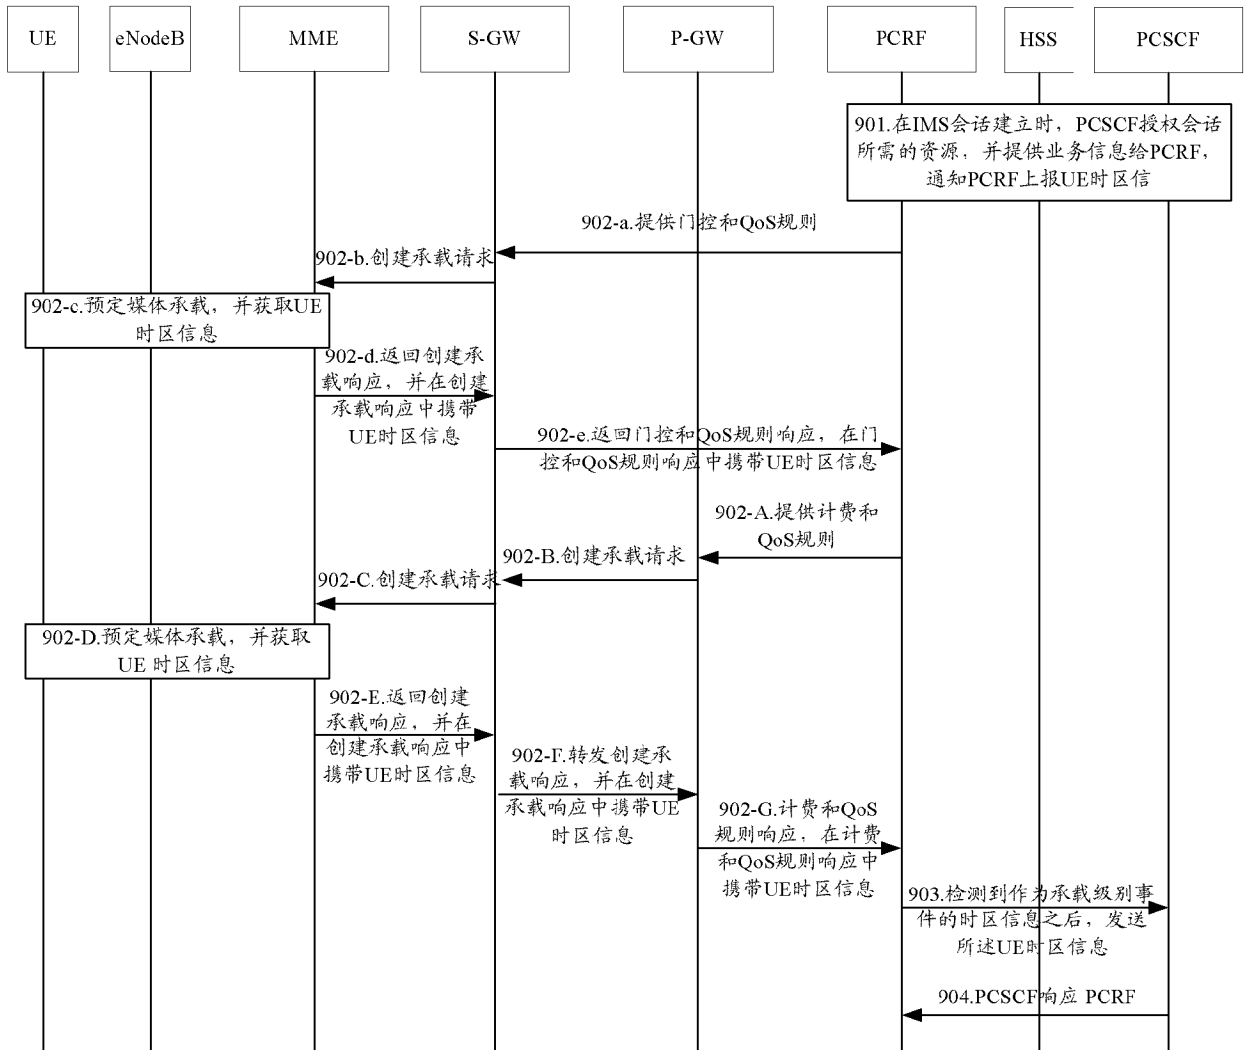 UE
eNodeB
MME
S-GW
P-GW
PCRF
HSS
PCSCF
901.在IMS会话建立时，PCSCF授权会话
所需的资源，并提供业务信息给PCRF，
通知PCRF上报UE时区信
902-a.提供门控和QoS规则
902-b.创建承载请求
902-c.预定媒体承载，并获取UE
时区信息
902-d.返回创建承
载响应，并在创建
承载响应中携带
UE时区信息
902-e.返回门控和QoS规则响应，在门
控和QoS规则响应中携带UE时区信息
902-A.提供计费和
QoS规则
902-B.创建承载请求
902-C.创建承载请求
902-D.预定媒体承载，并获取
UE 时区信息
902-E.返回创建
承载响应，并在
创建承载响应中
携带UE时区信息
902-F.转发创建承
载响应，并在创建
承载响应中携带UE
时区信息
902-G.计费和QoS
规则响应，在计费
和QoS规则响应中
携带UE时区信息
903.检测到作为承载级别事
件的时区信息之后，发送
所述UE时区信息
904.PCSCF响应 PCRF